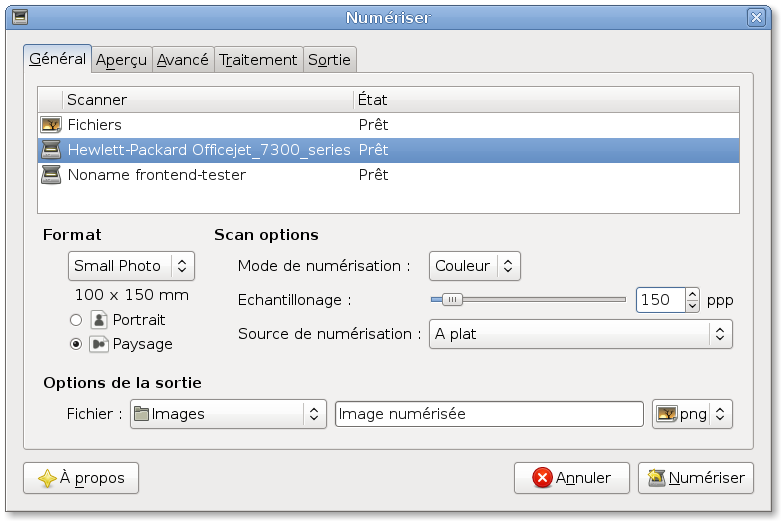 Numériser
Général Aperçu Avancé Traitement Sortie
Scanner État
Fichiers Prêt
Hewlett-Packard Officejet_7300_series Prêt
Noname frontend-tester Prêt
Format Scan options
Small Photo Mode de numérisation : Couleur
100 x 150 mm Echantillonage : 150 ppp
Portrait
Source de numérisation : A plat
Paysage
Options de la sortie
Fichier : Images Image numérisée png
À propos Annuler Numériser